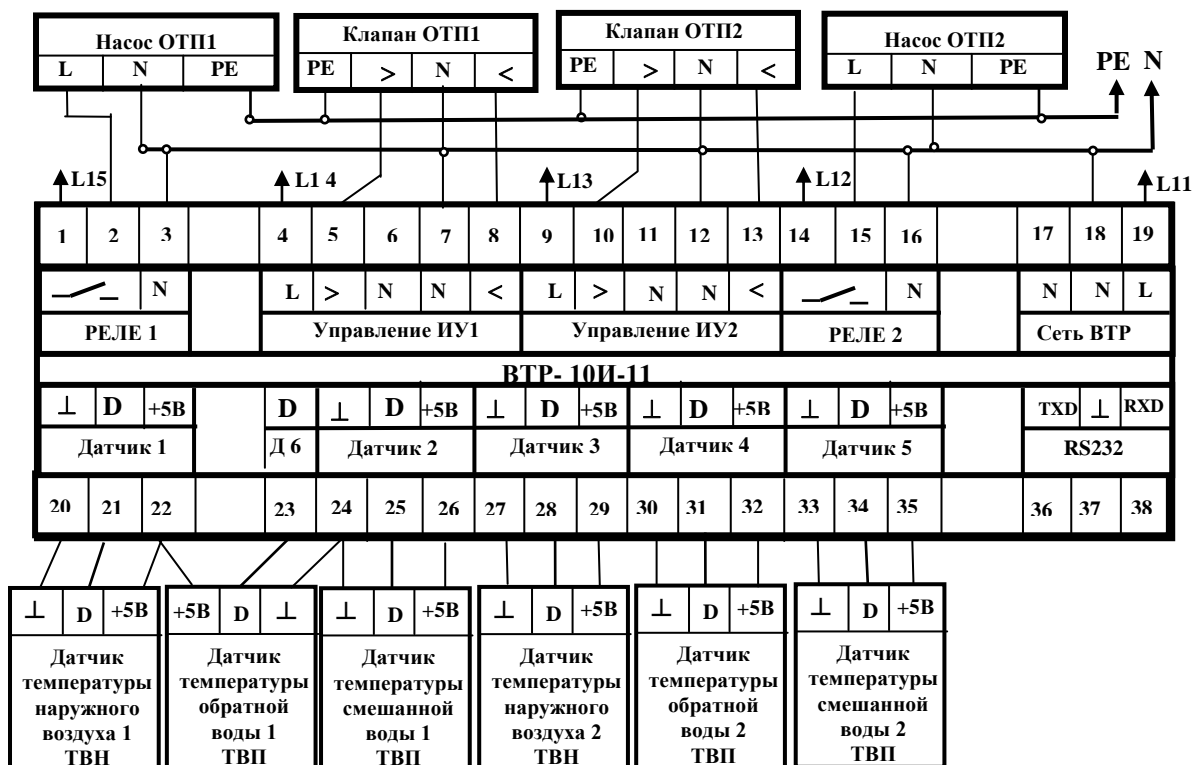 Насос ОТП1
L N PE
Клапан ОТП1
PE > N <
Клапан ОТП2
PE > N <
Насос ОТП2
L N PE
PE N
L15 L1 4 L13 L12 L11
1 2 3 4 5 6 7 8 9 10 11 12 13 14 15 16 17 18 19
N L > N N < L > N N < N N N L
РЕЛЕ 1 Управление ИУ1 Управление ИУ2 РЕЛЕ 2 Сеть ВТР
ВТР- 10И-11
⊥ D +5В D ⊥ D +5В ⊥ D +5В ⊥ D +5В ⊥ D +5В TXD ⊥ RXD
Датчик 1 Д 6 Датчик 2 Датчик 3 Датчик 4 Датчик 5 RS232
20 21 22 23 24 25 26 27 28 29 30 31 32 33 34 35 36 37 38
⊥ D +5В
Датчик
температуры
наружного
воздуха 1
ТВН
+5В D ⊥
Датчик
температуры
обратной
воды 1
ТВП
⊥ D +5В
Датчик
температуры
смешанной
воды 1
ТВП
⊥ D +5В
Датчик
температуры
наружного
воздуха 2
ТВН
⊥ D +5В
Датчик
температуры
обратной
воды 2
ТВП
⊥ D +5В
Датчик
температуры
смешанной
воды 2
ТВП